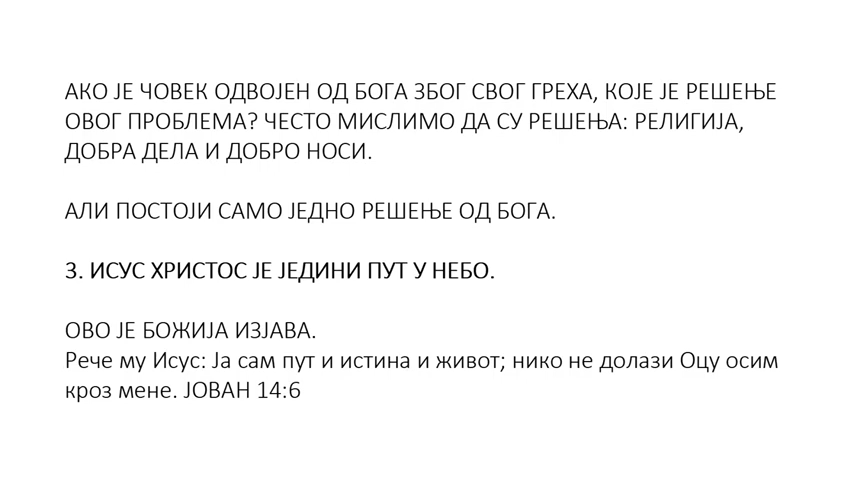 АКО ЈЕ ЧОВЕК ОДВОЈЕН ОД БОГА ЗБОГ СВОГ ГРЕХА, КОЈЕ ЈЕ РЕШЕЊЕ
ОВОГ ПРОБЛЕМА? ЧЕСТО МИСЛИМО ДА СУ РЕШЕЊА: РЕЛИГИЈА,
ДОБРА ДЕЛА И ДОБРО НОСИ.
АЛИ ПОСТОЈИ САМО ЈЕДНО РЕШЕЊЕ ОД БОГА.
3. ИСУС ХРИСТОС ЈЕ ЈЕДИНИ ПУТ У НЕБО.
ОВО ЈЕ БОЖИЈА ИЗЈАВА.
Рече му Исус: Ја сам пут и истина и живот; нико не долази Оцу осим
кроз мене. ЈОВАН 14:6